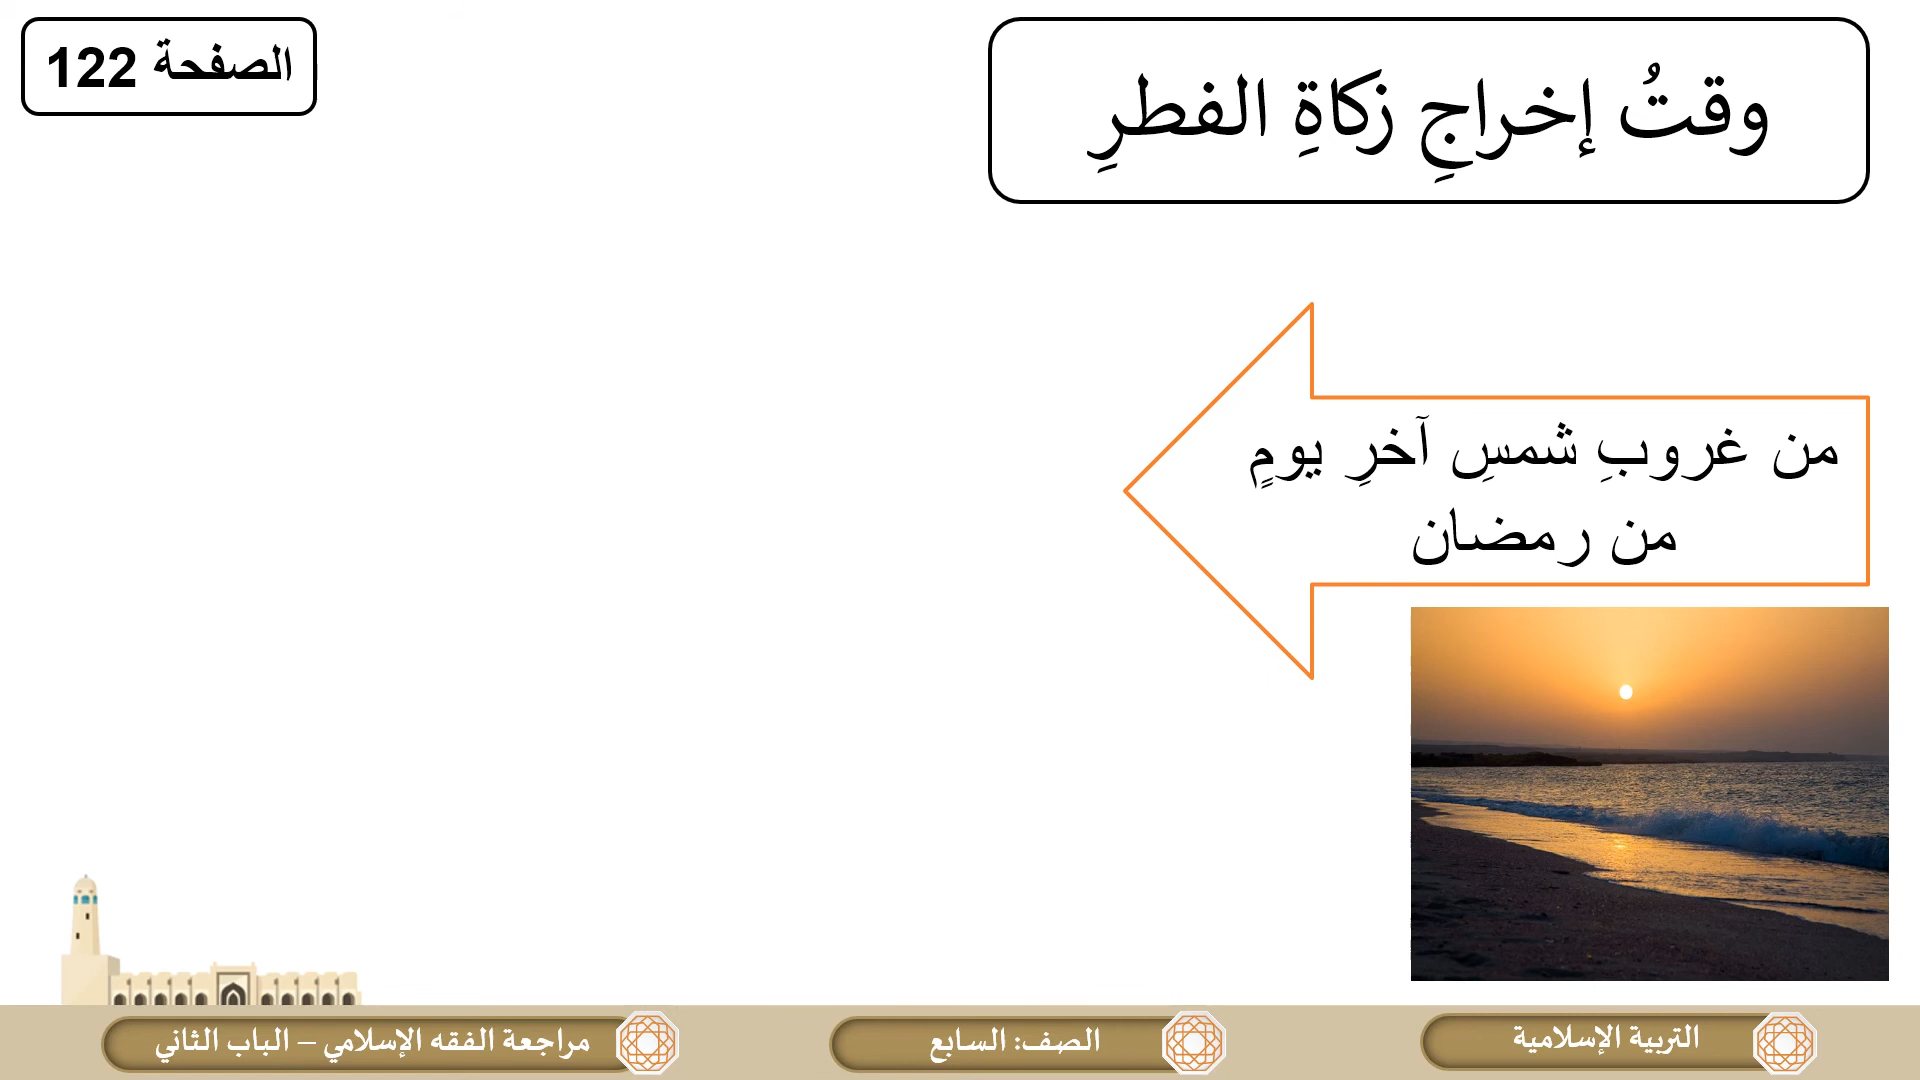 وقتُ إخراجِ زكاةِ الفطرِ
الصفحة 122
من غروبِ شمسِ آخرِ يومٍ
من رمضان
التربية الإسلامية
الصف: السابع
مراجعة الفقه الإسلامي – الباب الثاني